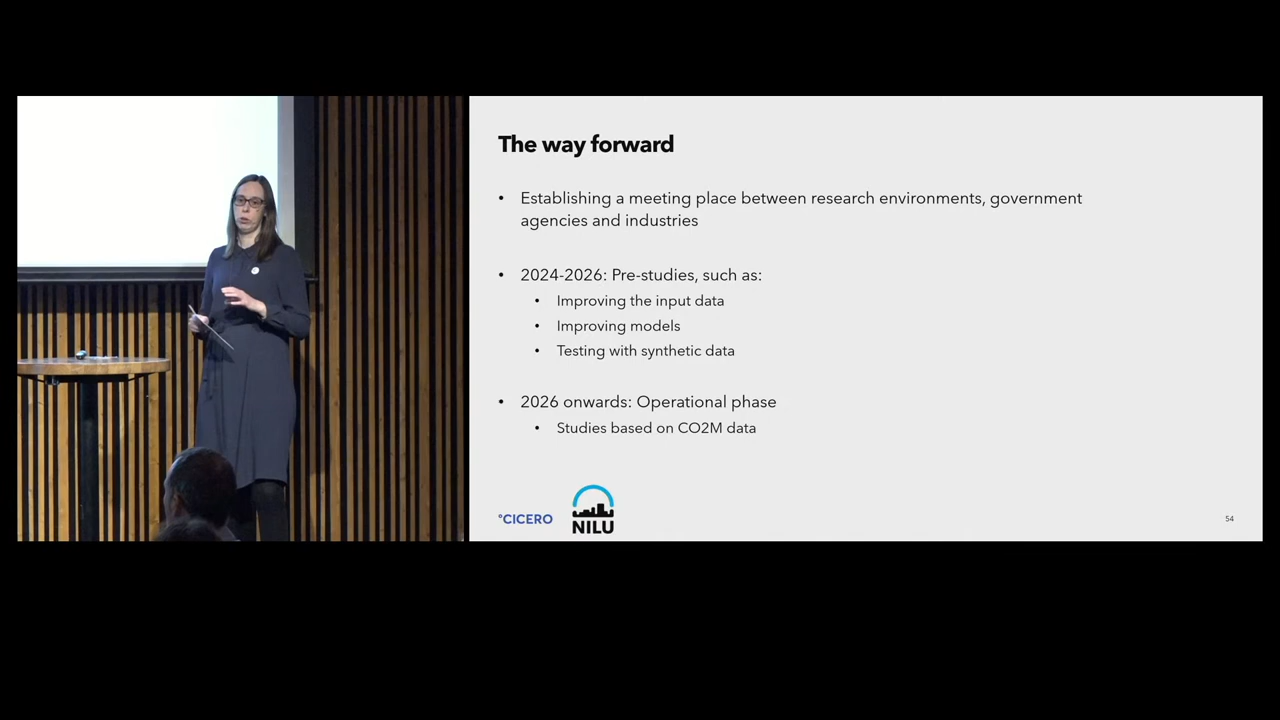 The way forward
• Establishing a meeting place between research environments, government
agencies and industries
• 2024-2026: Pre-studies, such as:
• Improving the input data
• Improving models
• Testing with synthetic data
• 2026 onwards: Operational phase
• Studies based on CO2M data
°CICERO
NILU
54